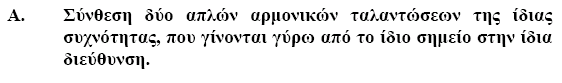 Α. Σύνθεση δύο απλών αρμονικών ταλαντώσεων της ίδιας
συχνότητας, που γίνονται γύρω από το ίδιο σημείο στην ίδια
διεύθυνση.